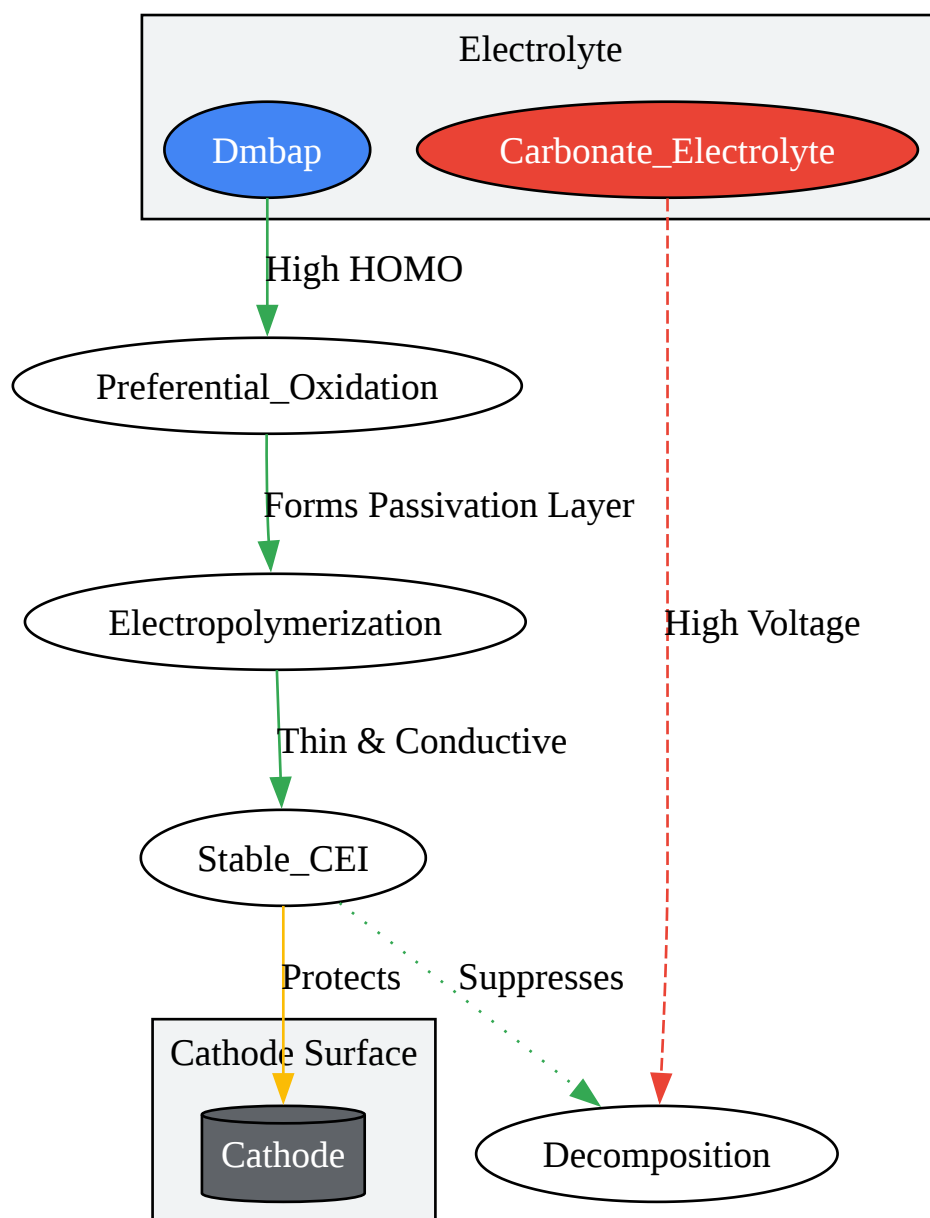 Electrolyte
Dmbap
Carbonate_Electrolyte
High HOMO
Preferential_Oxidation
Forms Passivation Layer
Electropolymerization
High Voltage
Thin & Conductive
Stable_CEI
Protects
Suppresses
Cathode Surface
Cathode
Decomposition